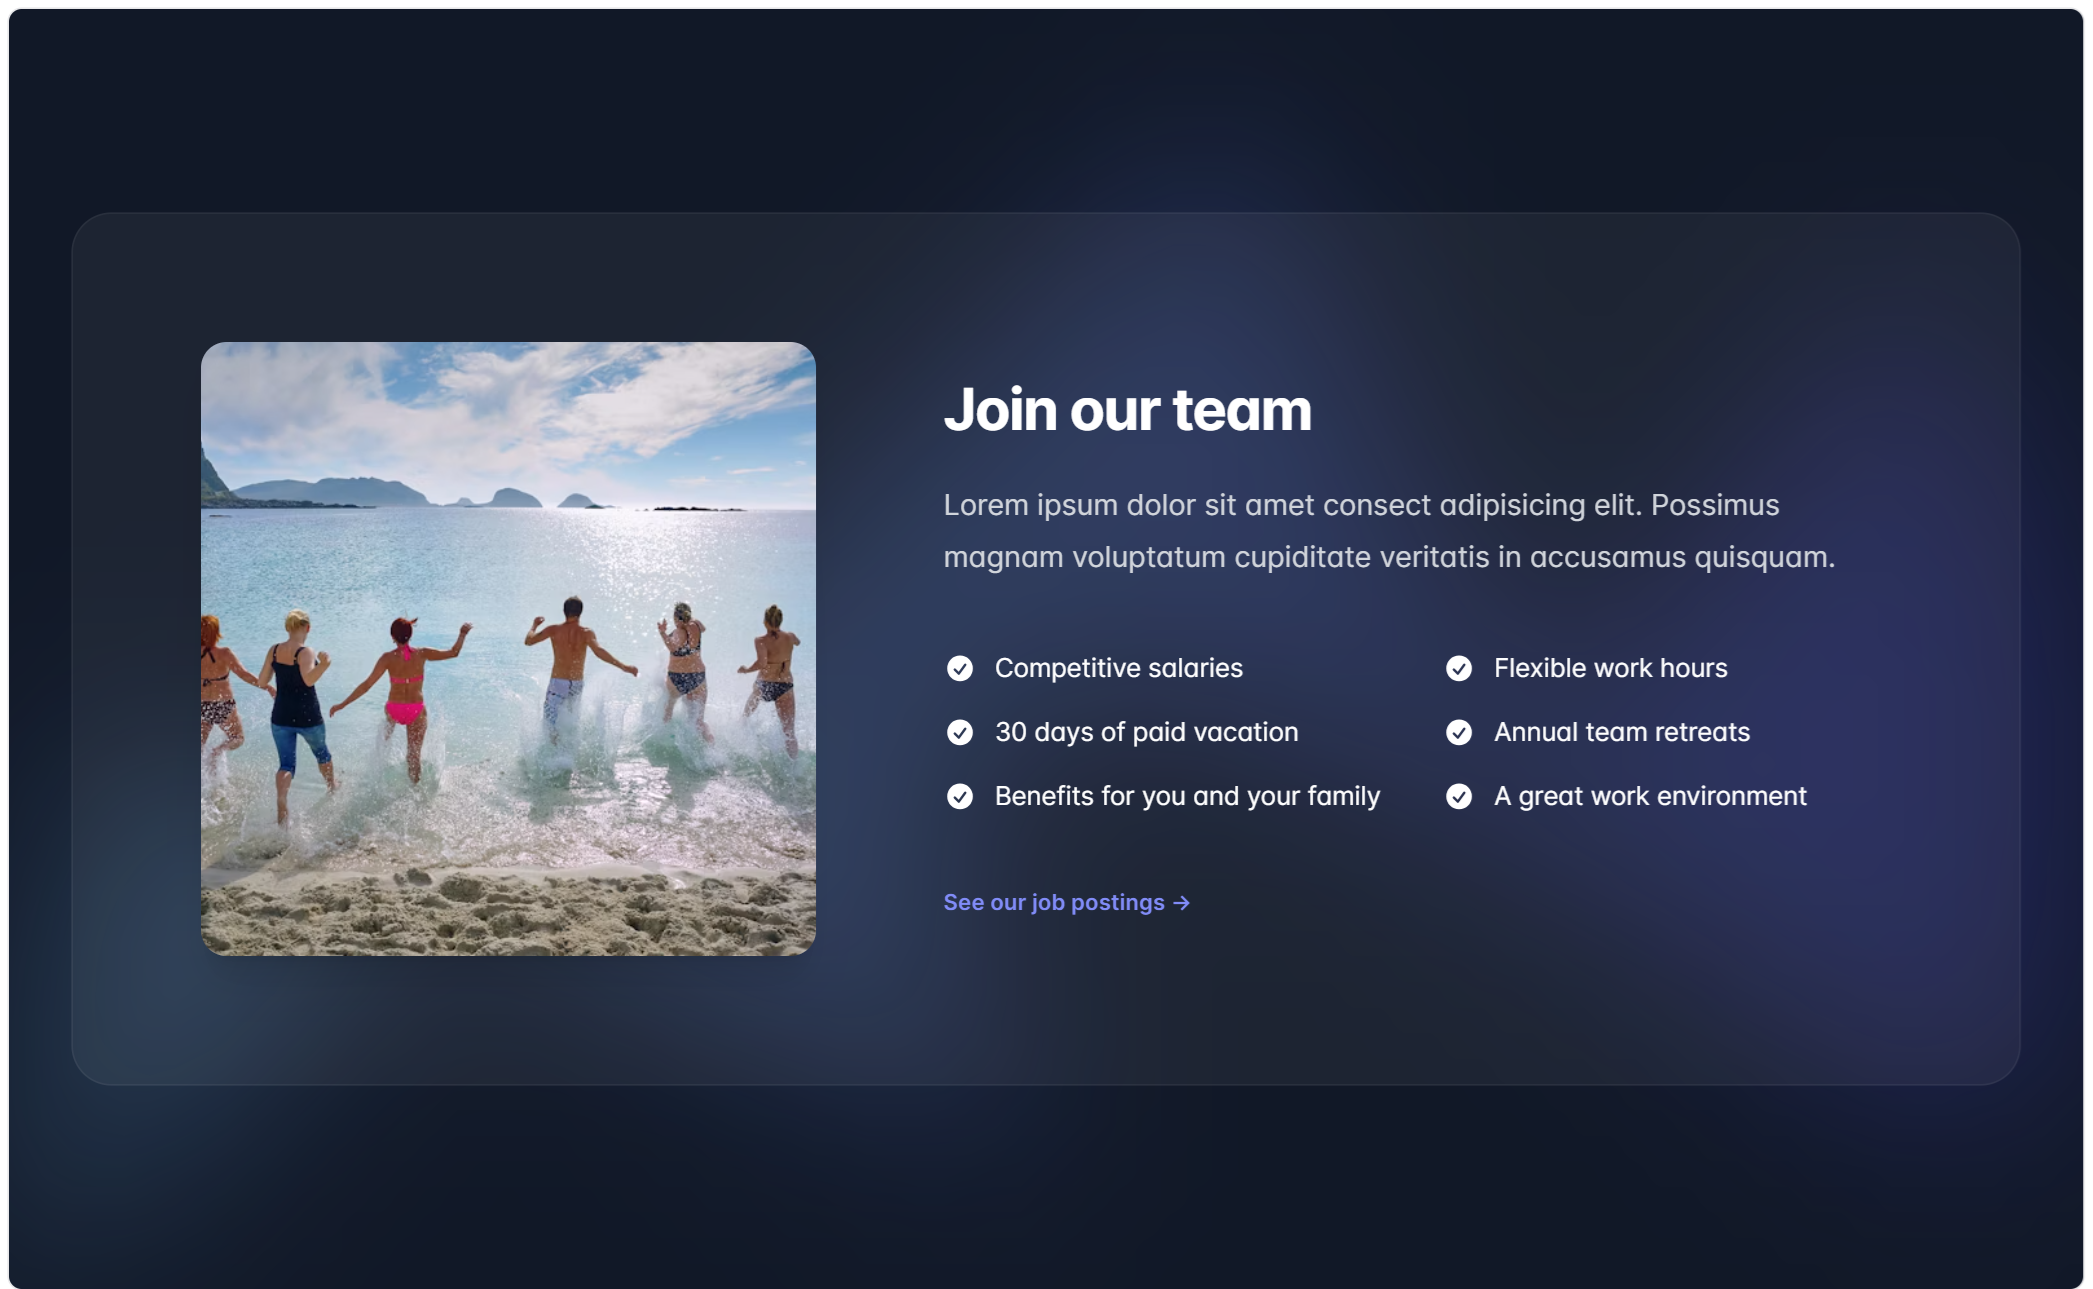 Join our team
Lorem ipsum dolor sit amet consect adipisicing elit. Possimus
magnam voluptatum cupiditate veritatis in accusamus quisquam.
Competitive salaries
Flexible work hours
30 days of paid vacation
Annual team retreats
Benefits for you and your family
A great work environment
See our job postings →